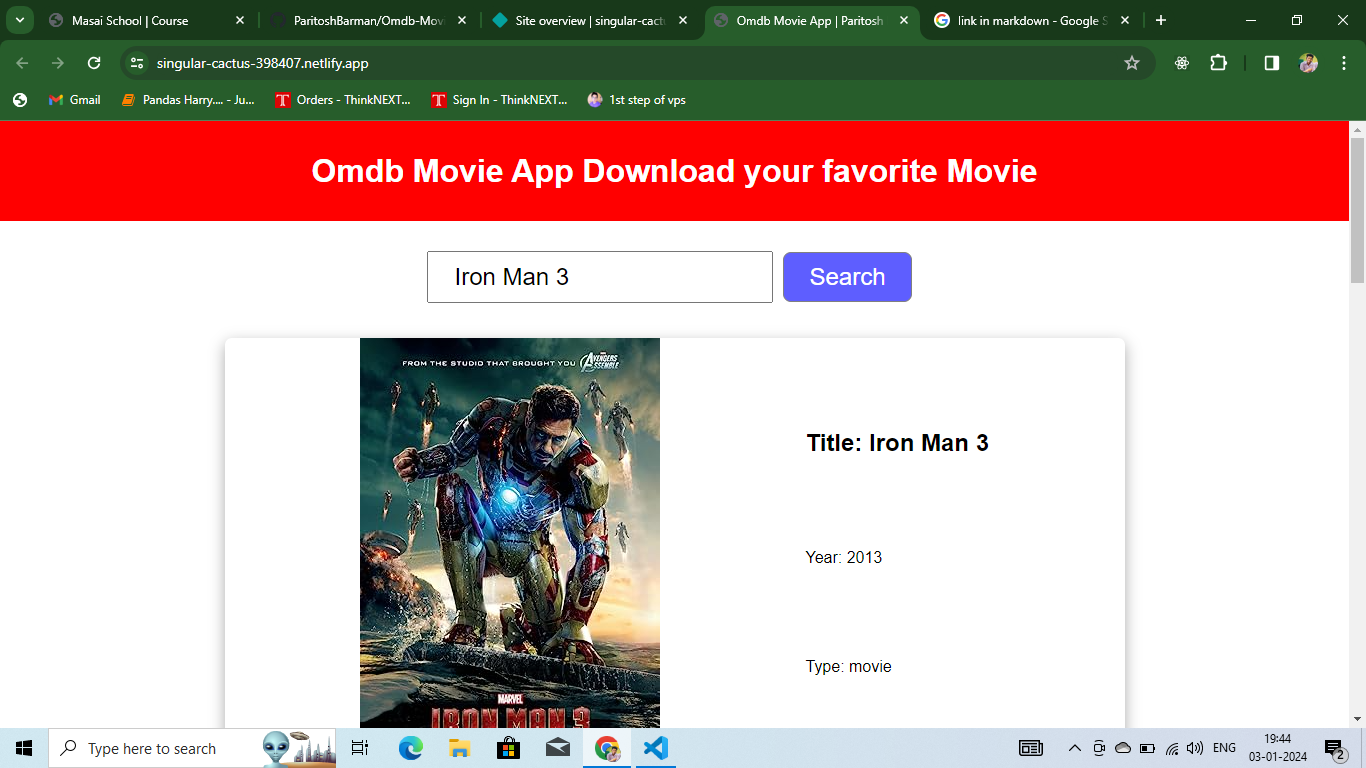 Masai School | Course
ParitoshBarman/Omdb-Mov
Site overview | singular-cact
Omdb Movie App | Paritosh
link in markdown - Google S
singular-cactus-398407.netlify.app
Gmail
Pandas Harry.... - Ju...
Orders - ThinkNEXT...
Sign In - ThinkNEXT...
1st step of vps
Omdb Movie App Download your favorite Movie
Iron Man 3
Search
FROM THE STUDIO THAT BROUGHT YOU
AVENGERS
ASSEMBLE
Title: Iron Man 3
Year: 2013
Type: movie
MARVEL
IRON MAN 3
Type here to search
ENG
19:44
03-01-2024
2